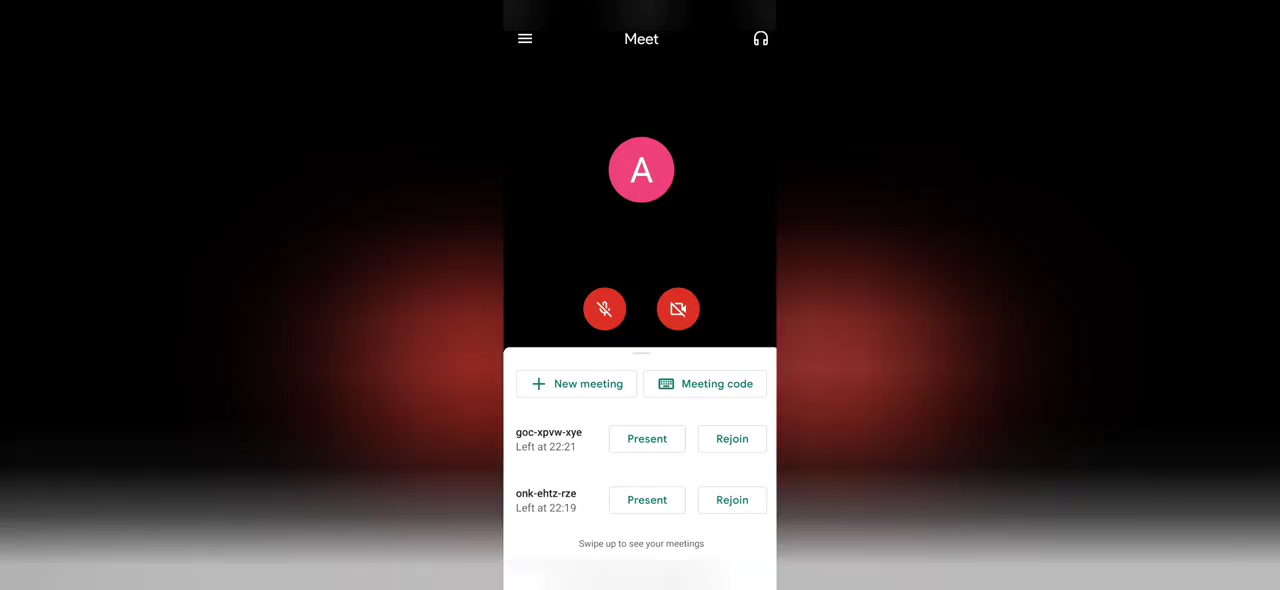 Meet
A
New meeting
Meeting code
goc-xpvw-xye
Left at 22:21
Present
Rejoin
onk-ehtz-rze
Left at 22:19
Present
Rejoin
Swipe up to see your meetings